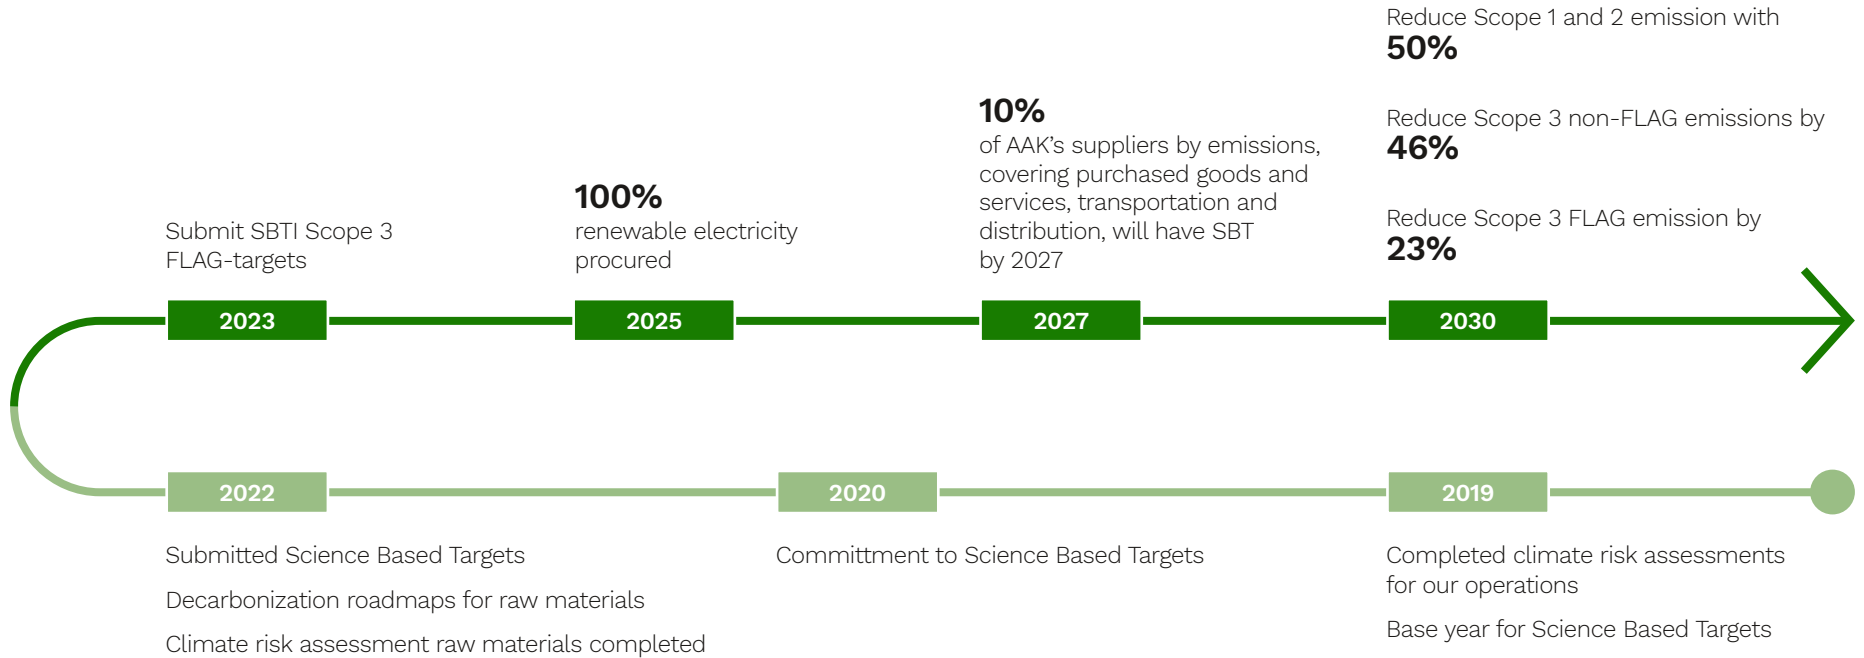 Submit SBTI Scope 3
FLAG-targets
2023
100%
renewable electricity
procured
2025
10%
of AAK’s suppliers by emissions,
covering purchased goods and
services, transportation and
distribution, will have SBT
by 2027
2027
Reduce Scope 1 and 2 emission with
50%
Reduce Scope 3 non-FLAG emissions by
46%
Reduce Scope 3 FLAG emission by
23%
2030
2022
Submitted Science Based Targets
Decarbonization roadmaps for raw materials
Climate risk assessment raw materials completed
2020
Committment to Science Based Targets
2019
Completed climate risk assessments
for our operations
Base year for Science Based Targets